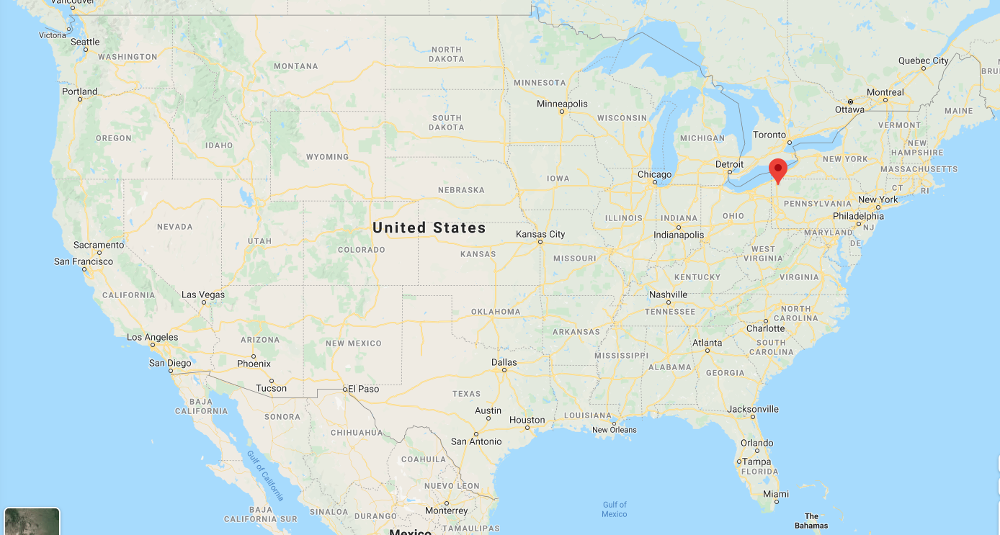 Vancouver
Victoria
Seattle
WASHINGTON
MONTANA
NORTH
DAKOTA
MINNESOTA
Quebec City
Montreal
Ottawa
MAINE
Portland
Minneapolis
WISCONSIN
SOUTH
DAKOTA
MICHIGAN
Toronto
VERMONT
OREGON
IDAHO
WYOMING
NEW
HAMPSHIRE
NEW YORK
MASSACHUSETTS
Detroit
Chicago
IOWA
NEBRASKA
CT
RI
PENNSYLVANIA
New York
Philadelphia
NJ
NEVADA
UTAH
United States
ILLINOIS
INDIANA
OHIO
Indianapolis
MARYLAND
DE
Sacramento
San Francisco
COLORADO
KANSAS
Kansas City
MISSOURI
WEST
VIRGINIA
VIRGINIA
KENTUCKY
CALIFORNIA
Las Vegas
Nashville
TENNESSEE
OKLAHOMA
NORTH
CAROLINA
Charlotte
Los Angeles
ARIZONA
NEW MEXICO
ARKANSAS
Atlanta
SOUTH
CAROLINA
San Diego
Phoenix
Dallas
MISSISSIPPI
ALABAMA
GEORGIA
Tucson
El Paso
TEXAS
BAJA
CALIFORNIA
SONORA
CHIHUAHUA
Austin
Houston
San Antonio
LOUISIANA
New Orleans
Jacksonville
Orlando
Tampa
FLORIDA
Gulf of California
COAHUILA
NUEVO LEON
Miami
Gulf of
Mexico
BAJA
CALIFORNIA SUR
SINALOA
DURANGO
Monterrey
TAMAULIPAS
The
Bahamas
Mexico